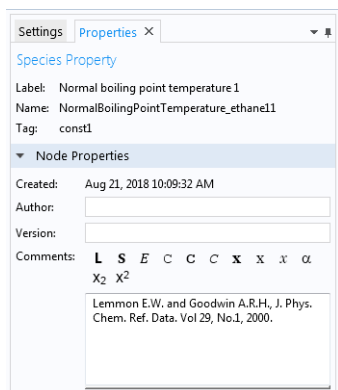 Settings Properties ×
Species Property
Label: Normal boiling point temperature 1
Name: NormalBoilingPointTemperature_ethane11
Tag: const1
Node Properties
Created: Aug 21, 2018 10:09:32 AM
Author:
Version:
Comments: L S E C C C x x x α
x₂ x²
Lemmon E.W. and Goodwin A.R.H., J. Phys.
Chem. Ref. Data. Vol 29, No.1, 2000.